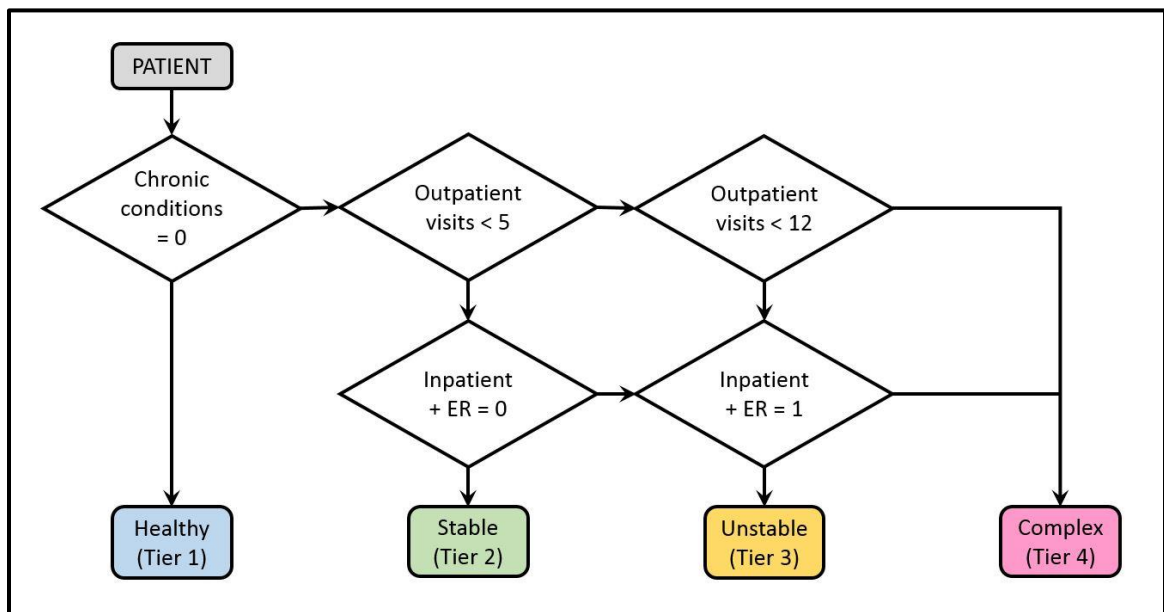 PATIENT
Chronic
conditions
= 0
Outpatient
visits < 5
Outpatient
visits < 12
Inpatient
+ ER = 0
Inpatient
+ ER = 1
Healthy
(Tier 1)
Stable
(Tier 2)
Unstable
(Tier 3)
Complex
(Tier 4)